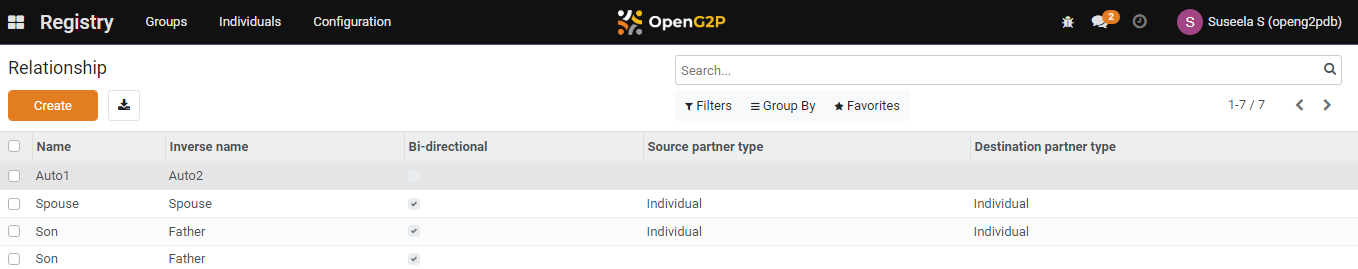 Registry Groups Individuals Configuration OpenG2P 2 S Suseela S (openg2pdb)
Relationship Search...
Create Filters Group By Favorites 1-7 / 7
Name Inverse name Bi-directional Source partner type Destination partner type
Auto1 Auto2
Spouse Spouse Individual Individual
Son Father Individual Individual
Son Father